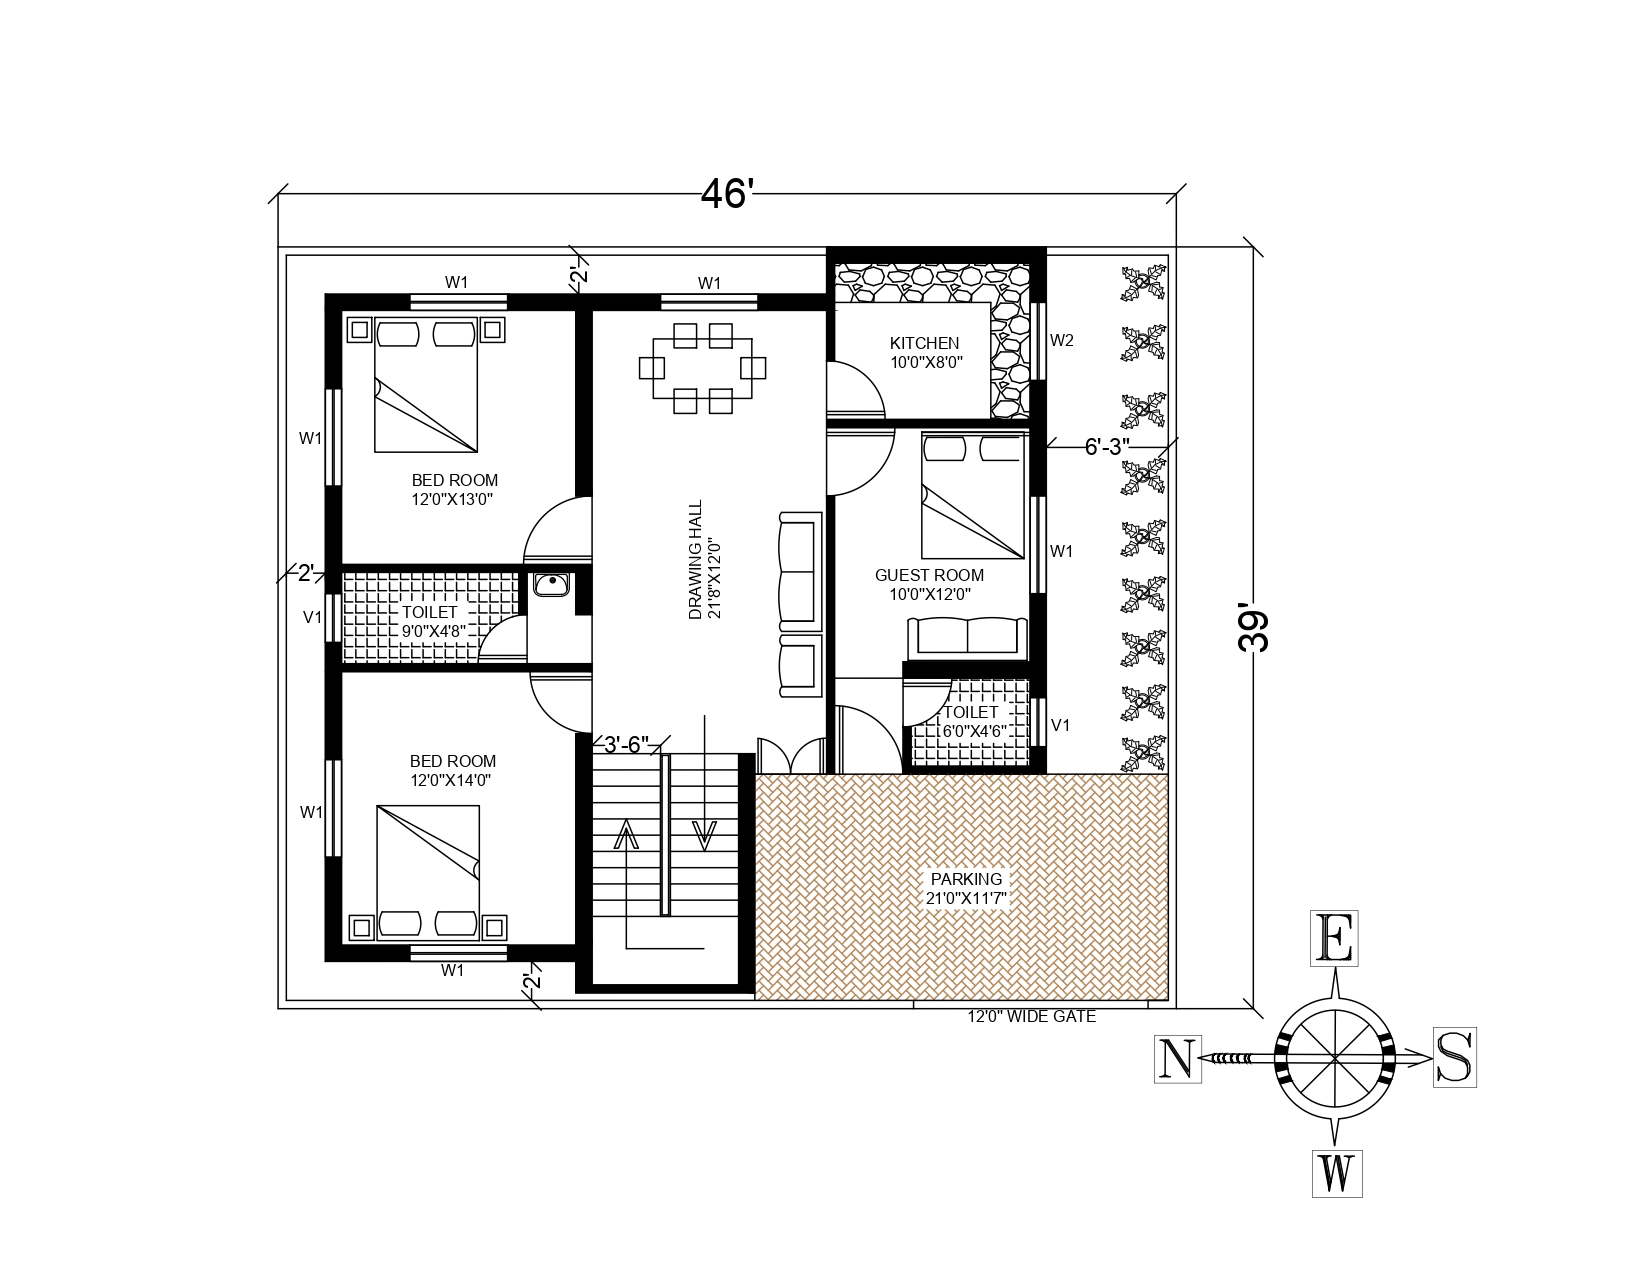 46'
W1
2'
W1
KITCHEN
10'0"X8'0"
W2
W1
6'-3"
BED ROOM
12'0"X13'0"
DRAWING HALL
21'8"X12'0"
W1
2'
GUEST ROOM
10'0"X12'0"
39'
V1
TOILET
9'0"X4'8"
TOILET
6'0"X4'6"
V1
3'-6"
BED ROOM
12'0"X14'0"
W1
PARKING
21'0"X11'7"
W1
2'
12'0" WIDE GATE
E
N
S
W